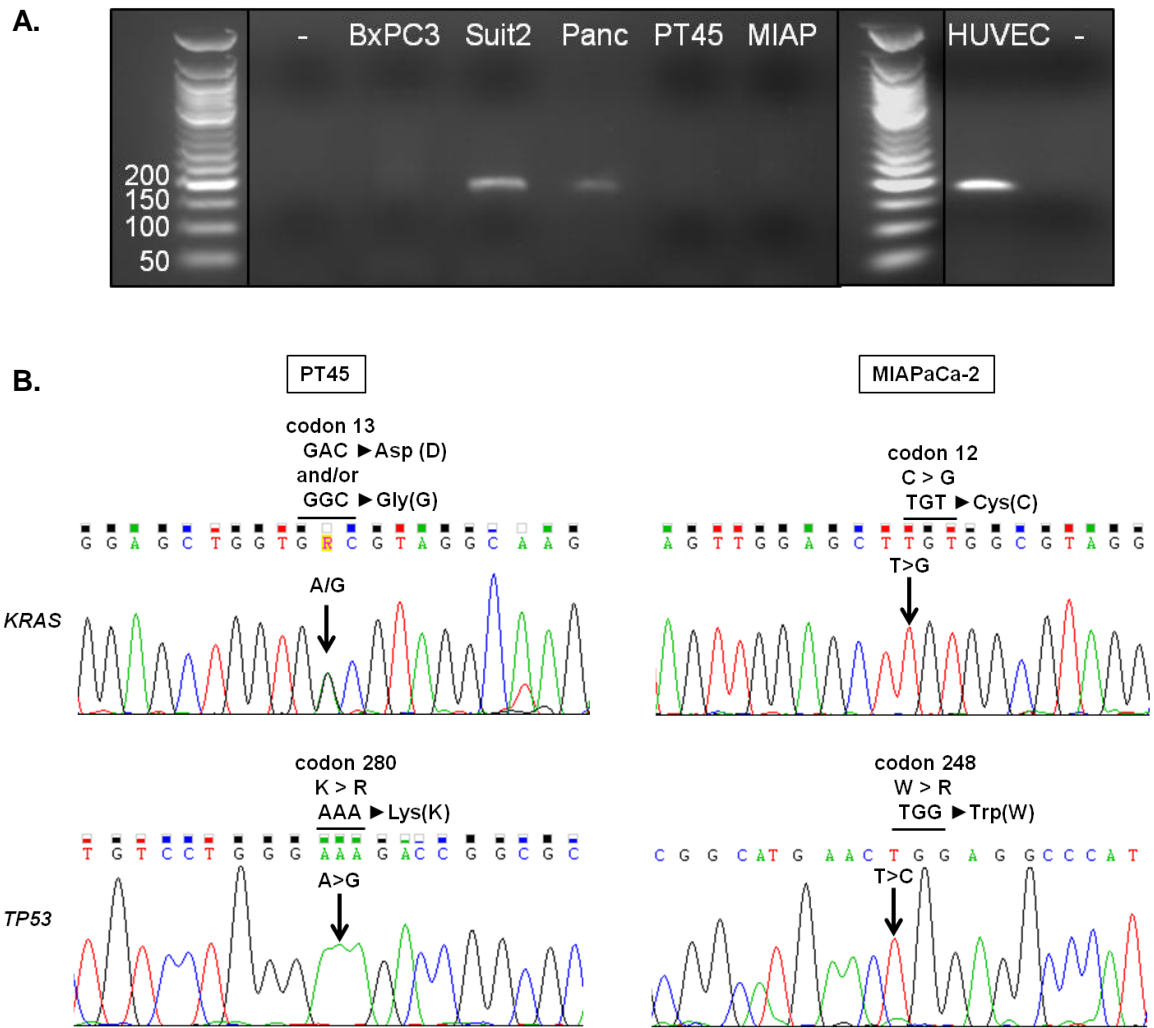 A.
- BxPC3 Suit2 Panc PT45 MIAP HUVEC -
200
150
100
50
B.
PT45
MIAPaCa-2
codon 13
GAC ►Asp (D)
and/or
GGC ►Gly(G)
codon 12
C > G
TGT ►Cys(C)
G G A G C T G G T G R C G T A G G C A A G
A G T T G G A G C T T G T G G C G T A G G
A/G
T>G
KRAS
codon 280
K > R
AAA ►Lys(K)
codon 248
W > R
TGG ►Trp(W)
T G T C C T G G G A A A G A C C G G C G C
C G G C A T G A A C T G G A G G C C C A T
A>G
T>C
TP53